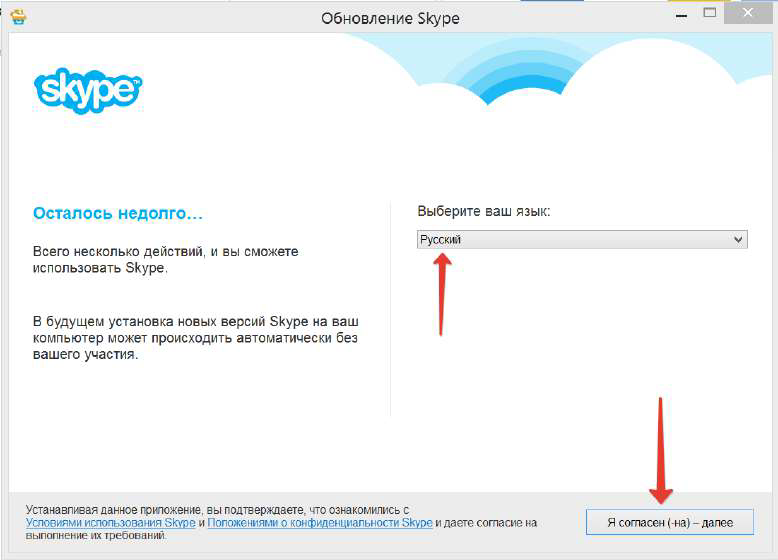 Обновление Skype
skype™
Осталось недолго...
Всего несколько действий, и вы сможете
использовать Skype.
В будущем установка новых версий Skype на ваш
компьютер может происходить автоматически без
вашего участия.
Выберите ваш язык:
Русский
Устанавливая данное приложение, вы подтверждаете, что ознакомились с
Условиями использования Skype и Положениями о конфиденциальности Skype и даете согласие на
выполнение их требований.
Я согласен (-на) – далее